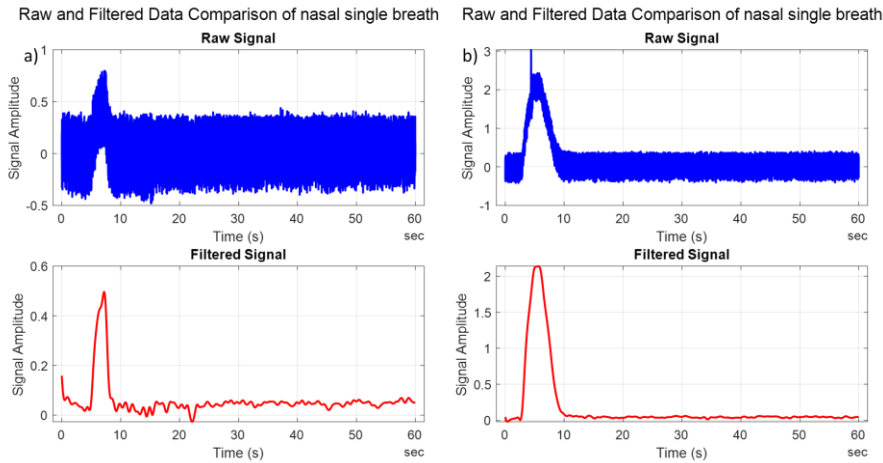 Raw and Filtered Data Comparison of nasal single breath
a)
Raw Signal
Signal Amplitude
1
0.5
0
-0.5
0 10 20 30 40 50 60
Time (s)
sec
Filtered Signal
Signal Amplitude
0.6
0.4
0.2
0
0 10 20 30 40 50 60
Time (s)
sec
Raw and Filtered Data Comparison of nasal single breath
b)
Raw Signal
Signal Amplitude
3
2
1
0
-1
0 10 20 30 40 50 60
Time (s)
sec
Filtered Signal
Signal Amplitude
2
1.5
1
0.5
0
0 10 20 30 40 50 60
Time (s)
sec